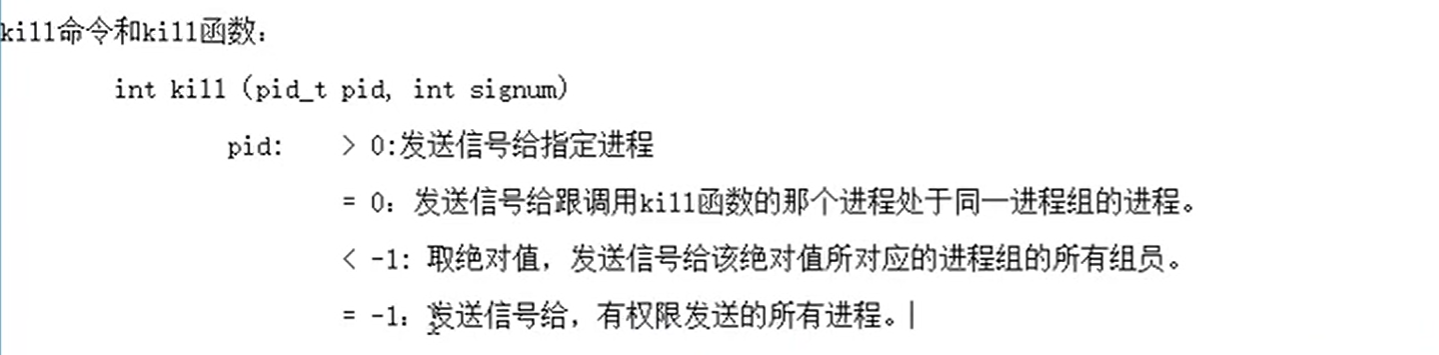 kill命令和kill函数：
int kill (pid_t pid, int signum)
pid: > 0:发送信号给指定进程
= 0：发送信号给跟调用kill函数的那个进程处于同一进程组的进程。
< -1: 取绝对值，发送信号给该绝对值所对应的进程组的所有组员。
= -1：发送信号给，有权限发送的所有进程。